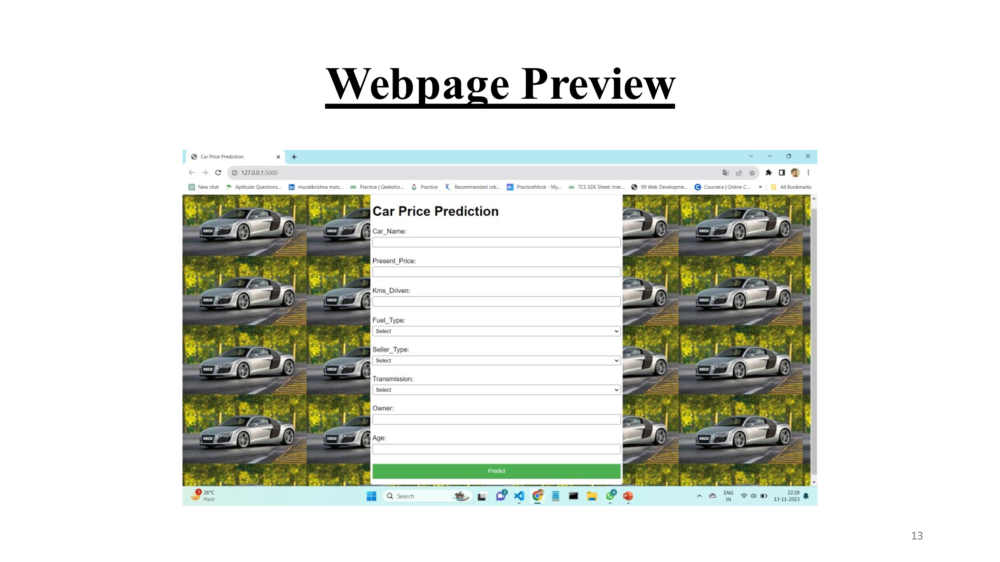 Webpage Preview
Car Price Prediction
127.0.0.1:5000
New chat Aptitude Questions... muralikrishna mats... Practice | Geeksfor... Practice Recommended Job... PracticeMock - My... TCS SDE Sheet: Inte... 99 Web Developme... Coursera | Online C... » All Bookmarks
Car Price Prediction
Car_Name:
Present_Price:
Kms_Driven:
Fuel_Type:
Select
Seller_Type:
Select
Transmission:
Select
Owner:
Age:
Predict
1 26°C
Haze
Search
1
4
ENG
IN
22:28
13-11-2023
13